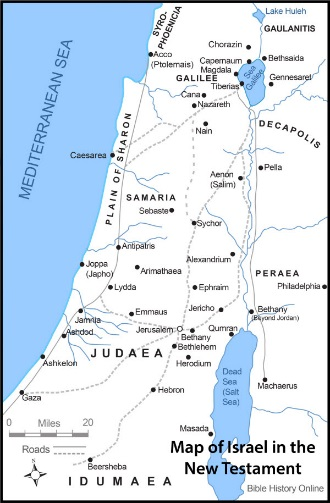 Lake Huleh
SYRO-
PHOENICIA
GAULANITIS
Chorazin
Acco
(Ptolemais)
Capernaum
Bethsaida
Magdala
Sea
Galilee
GALILEE
Tiberias
Gennesaret
Cana
Nazareth
MEDITERRANEAN SEA
Nain
DECAPOLIS
Caesarea
PLAIN OF SHARON
Pella
Aenon
(Salim)
SAMARIA
Sebaste
Sychor
Antipatris
Alexandrium
Joppa
(Japho)
Arimathaea
PERAEA
Lydda
Ephraim
Philadelphia
Jamnia
Emmaus
Jericho
Bethany
(Beyond Jordan)
Ashdod
Jerusalem
Qumran
Bethany
JUDAEA
Bethlehem
Ashkelon
Herodium
Dead
Sea
(Salt
Sea)
Machaerus
Gaza
Hebron
0 Miles 20
Masada
Roads
Map of Israel in the
New Testament
Beersheba
IDUMAEA
Bible History Online